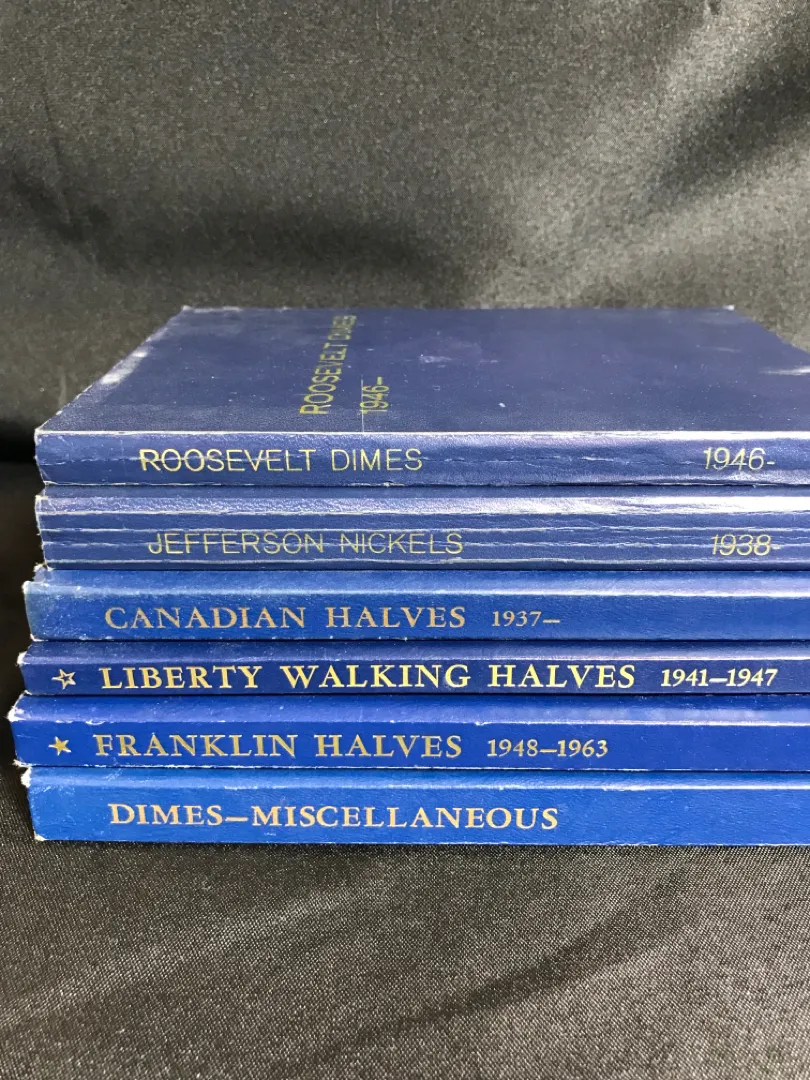 ROOSEVELT DIMES
1946–
ROOSEVELT DIMES 1946-
JEFFERSON NICKELS 1938-
CANADIAN HALVES 1937–
LIBERTY WALKING HALVES 1941–1947
FRANKLIN HALVES 1948–1963
DIMES–MISCELLANEOUS